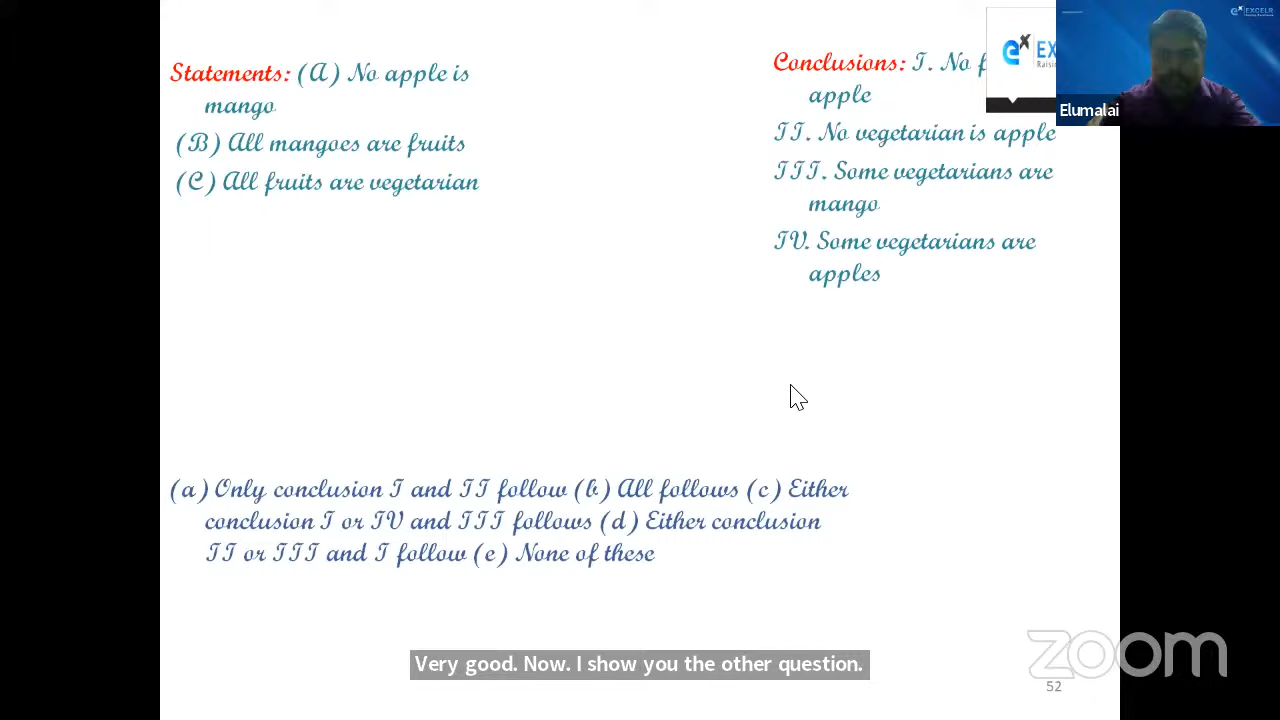 Statements: (A) No apple is
mango
(B) All mangoes are fruits
(C) All fruits are vegetarian
Conclusions: I. No
apple
II. No vegetarian is apple
III. Some vegetarians are
mango
IV. Some vegetarians are
apples
(a) Only conclusion I and II follow (b) All follows (c) Either
conclusion I or IV and III follows (d) Either conclusion
II or III and I follow (e) None of these
Very good. Now. I show you the other question.
ex EX
Elumalai
EXCELR
zoom
52